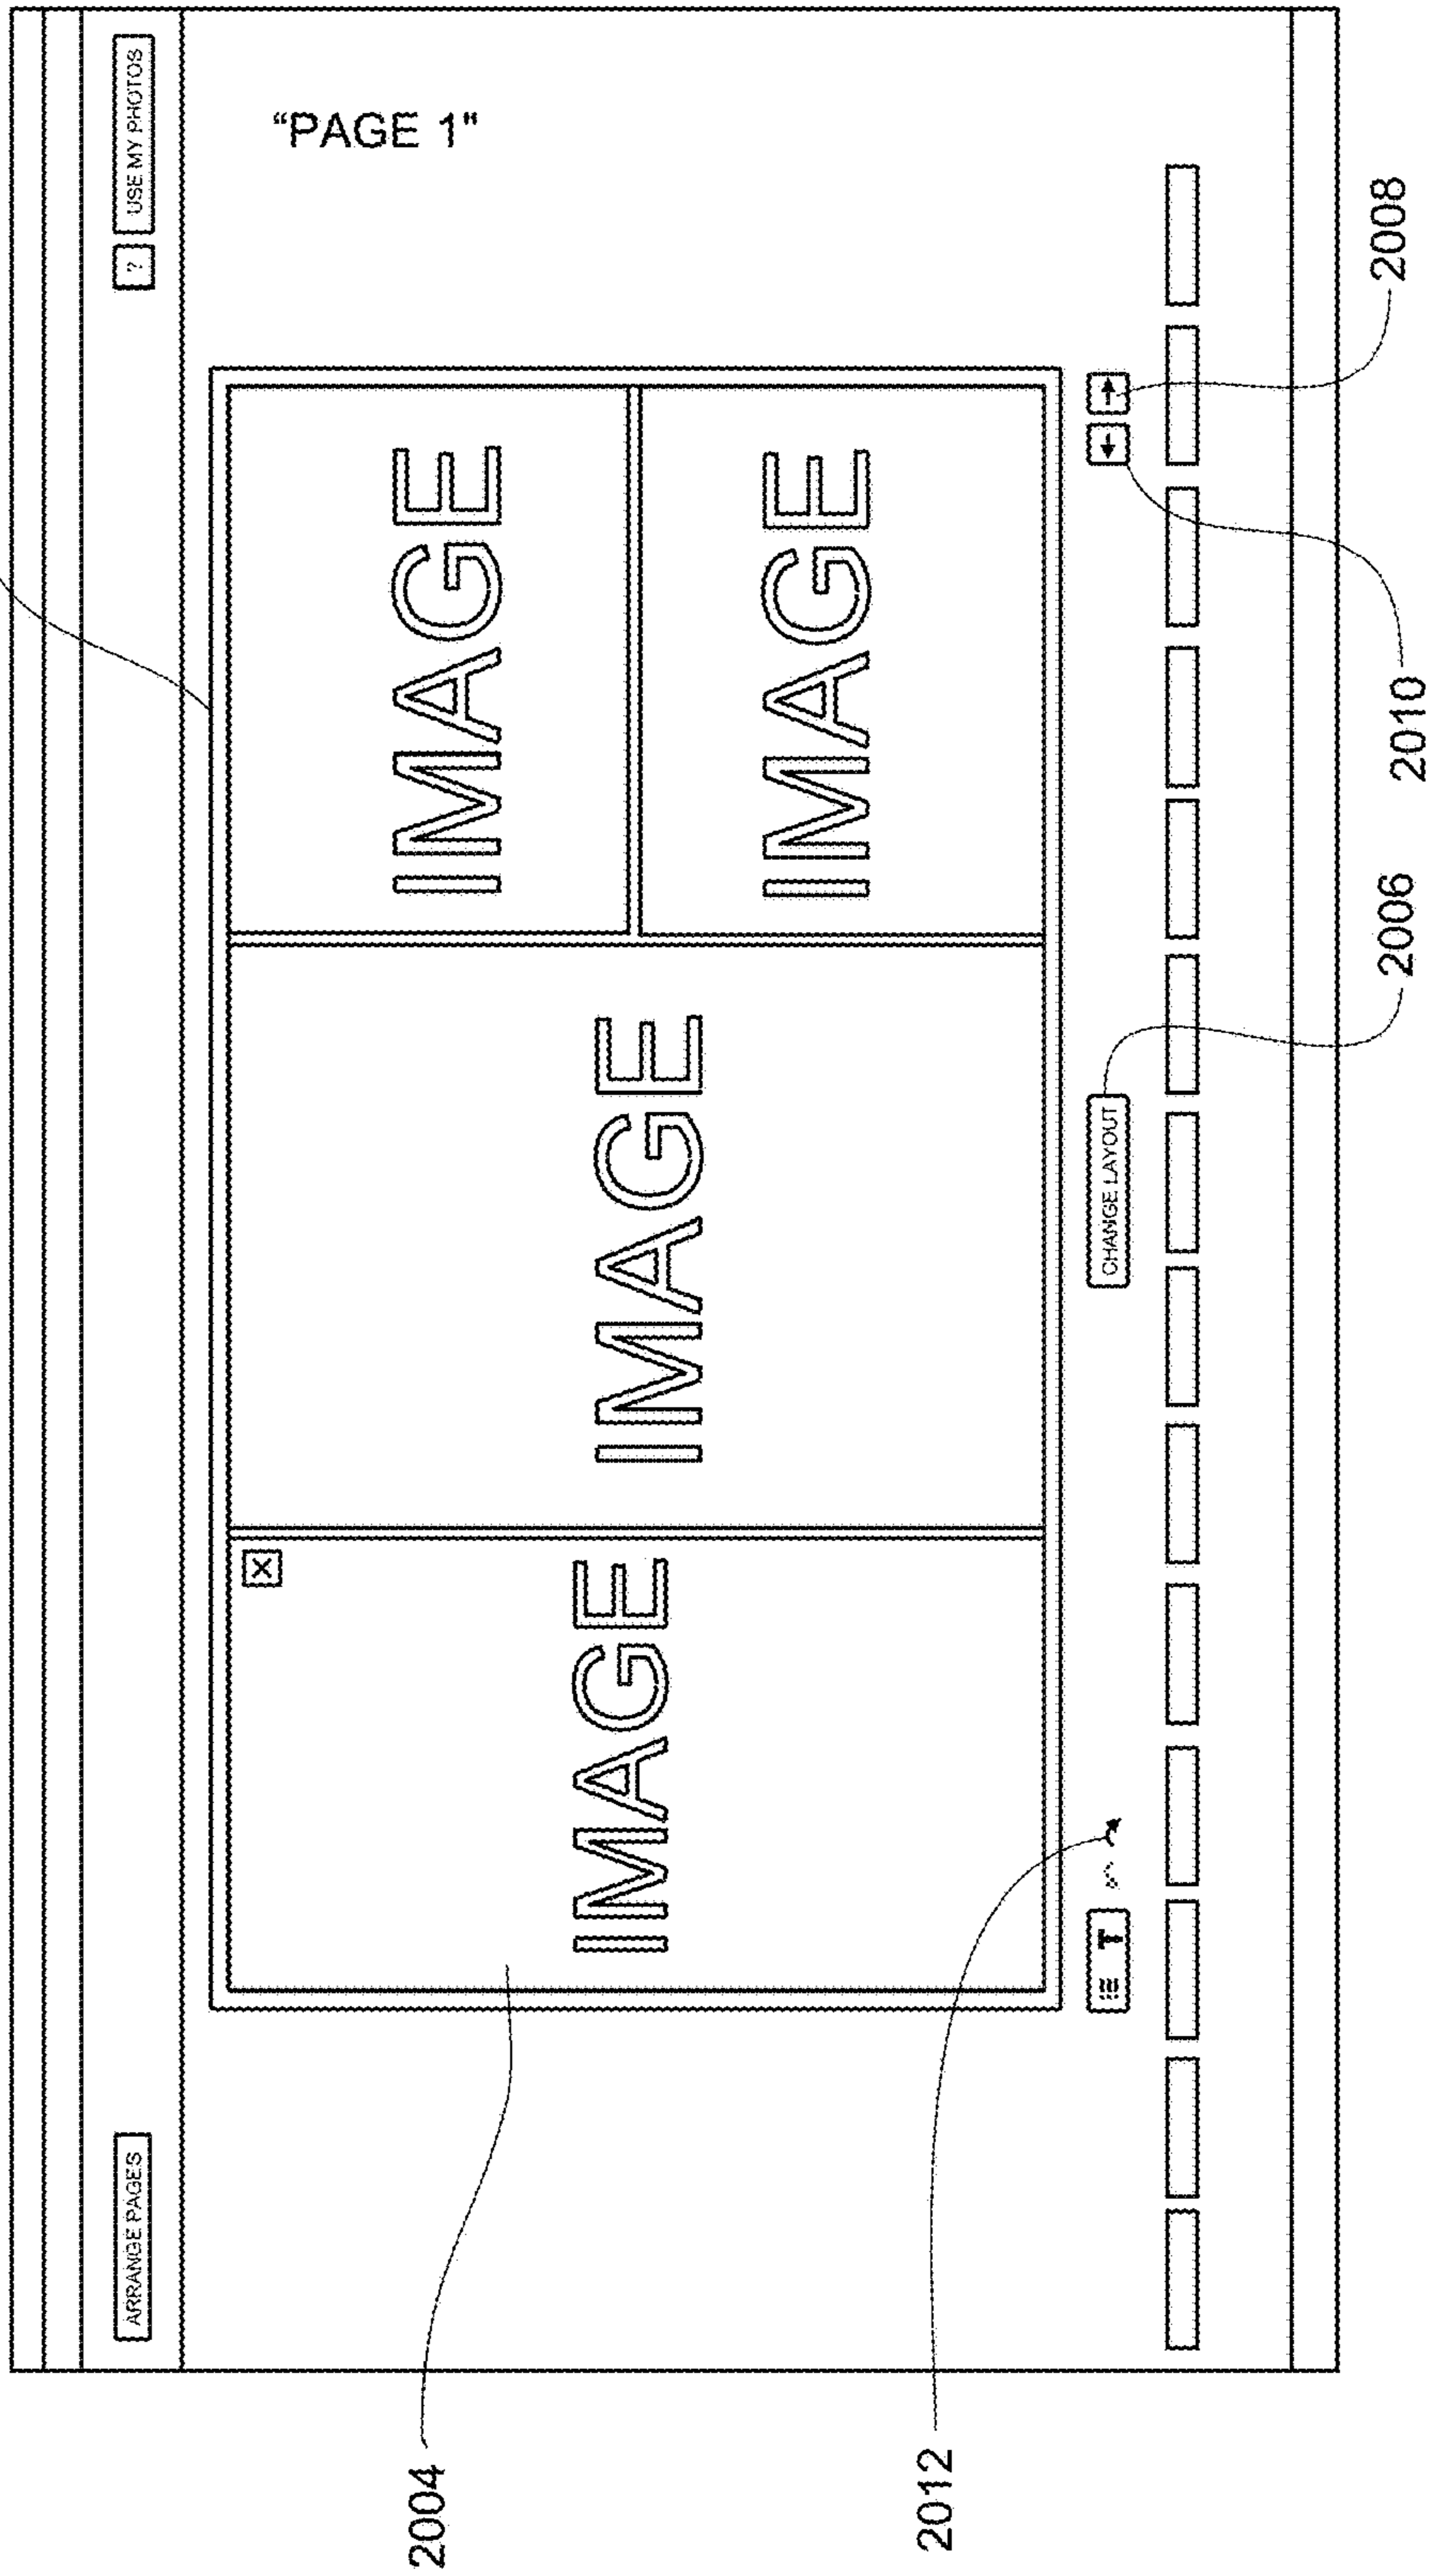 ARRANGE PAGES
? USE MY PHOTOS
"PAGE 1"
X
IMAGE
IMAGE
IMAGE
IMAGE
T
CHANGE LAYOUT
← →
2004
2012
2006
2010
2008